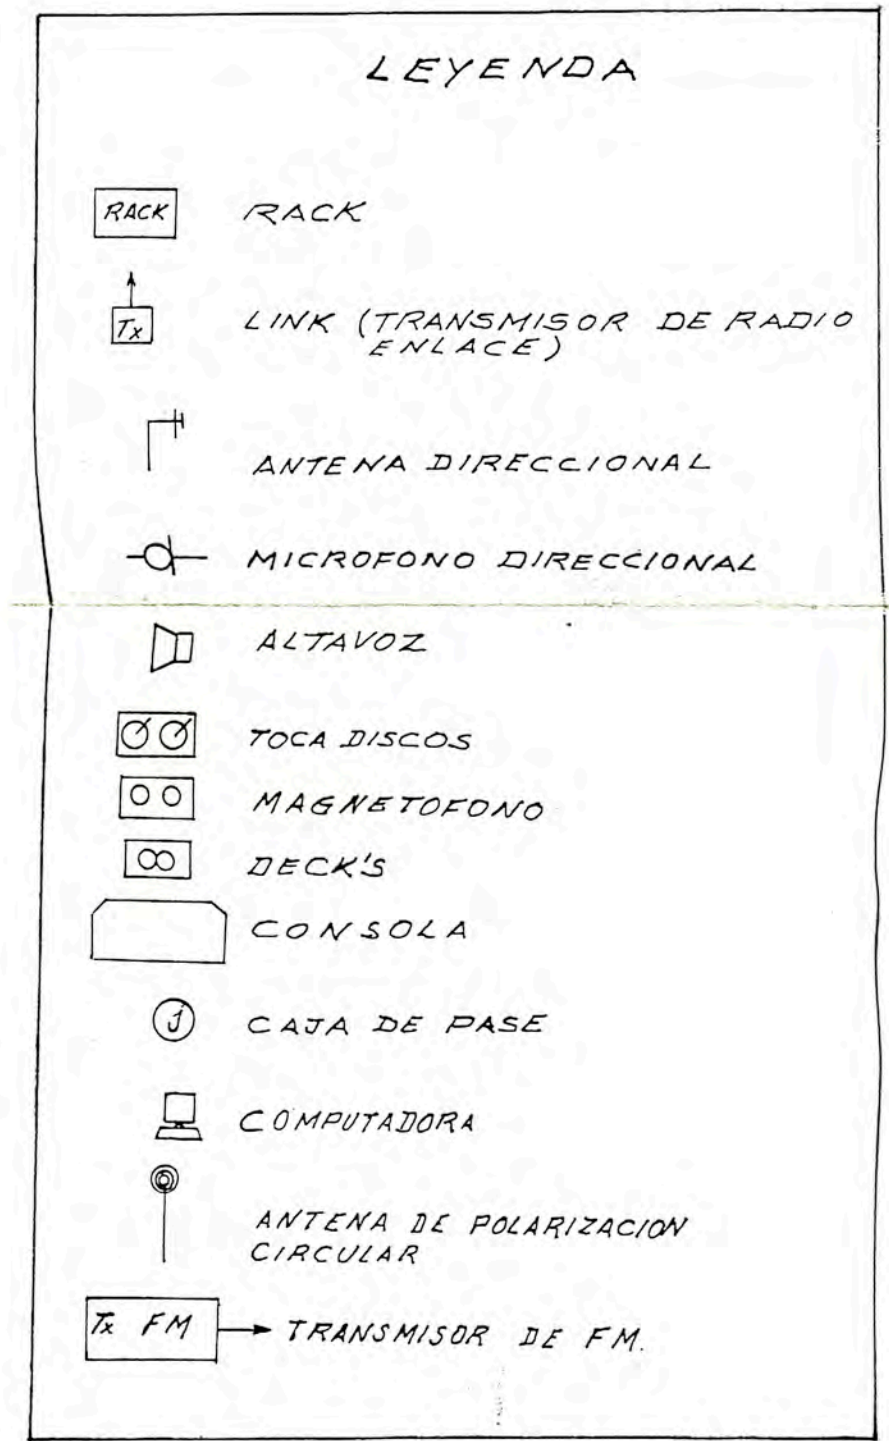 LEYENDA
RACK RACK
Tx LINK (TRANSMISOR DE RADIO
ENLACE)
ANTENA DIRECCIONAL
MICROFONO DIRECCIONAL
ALTAVOZ
TOCA DISCOS
MAGNETOFONO
DECK'S
CONSOLA
J CAJA DE PASE
COMPUTADORA
ANTENA DE POLARIZACION
CIRCULAR
Tx FM TRANSMISOR DE FM.